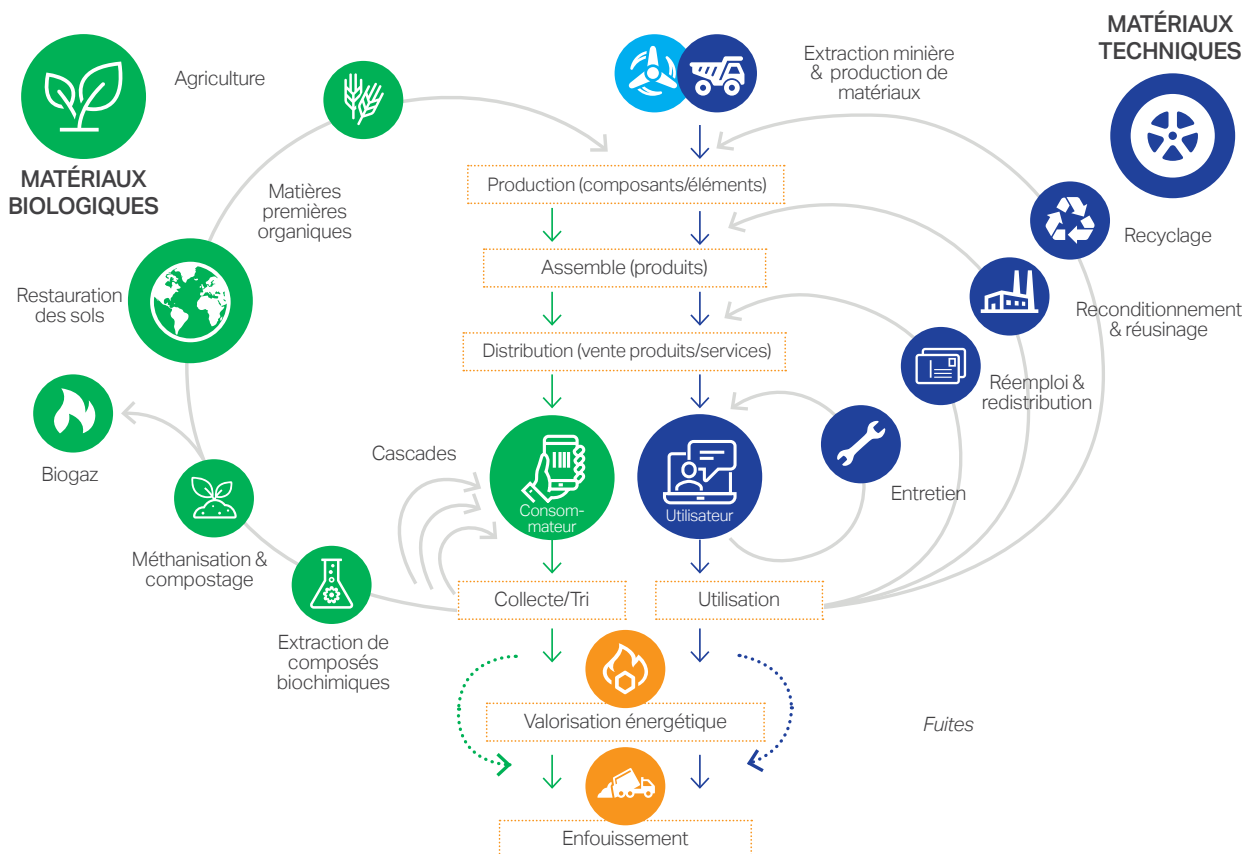 MATÉRIAUX
TECHNIQUES
Extraction minière
& production de
matériaux
Agriculture
MATÉRIAUX
BIOLOGIQUES
Production (composants/éléments)
Matières
premières
organiques
Recyclage
Assemble (produits)
Restauration
des sols
Reconditionnement
& réusinage
Distribution (vente produits/services)
Réemploi &
redistribution
Cascades
Biogaz
Entretien
Consom-
mateur
Utilisateur
Méthanisation &
compostage
Collecte/Tri
Utilisation
Extraction de
composés
biochimiques
Valorisation énergétique
Fuites
Enfouissement